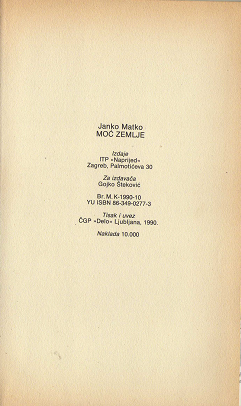 Janko Matko
MOĆ ZEMLJE
Izdaje
ITP »Naprijed«
Zagreb, Palmotićeva 30
Za izdavača
Gojko Šteković
Br. M. K-1990-10
YU ISBN 86-349-0277-3
Tisak i uvez
ČGP »Delo« Ljubljana, 1990.
Naklada 10.000